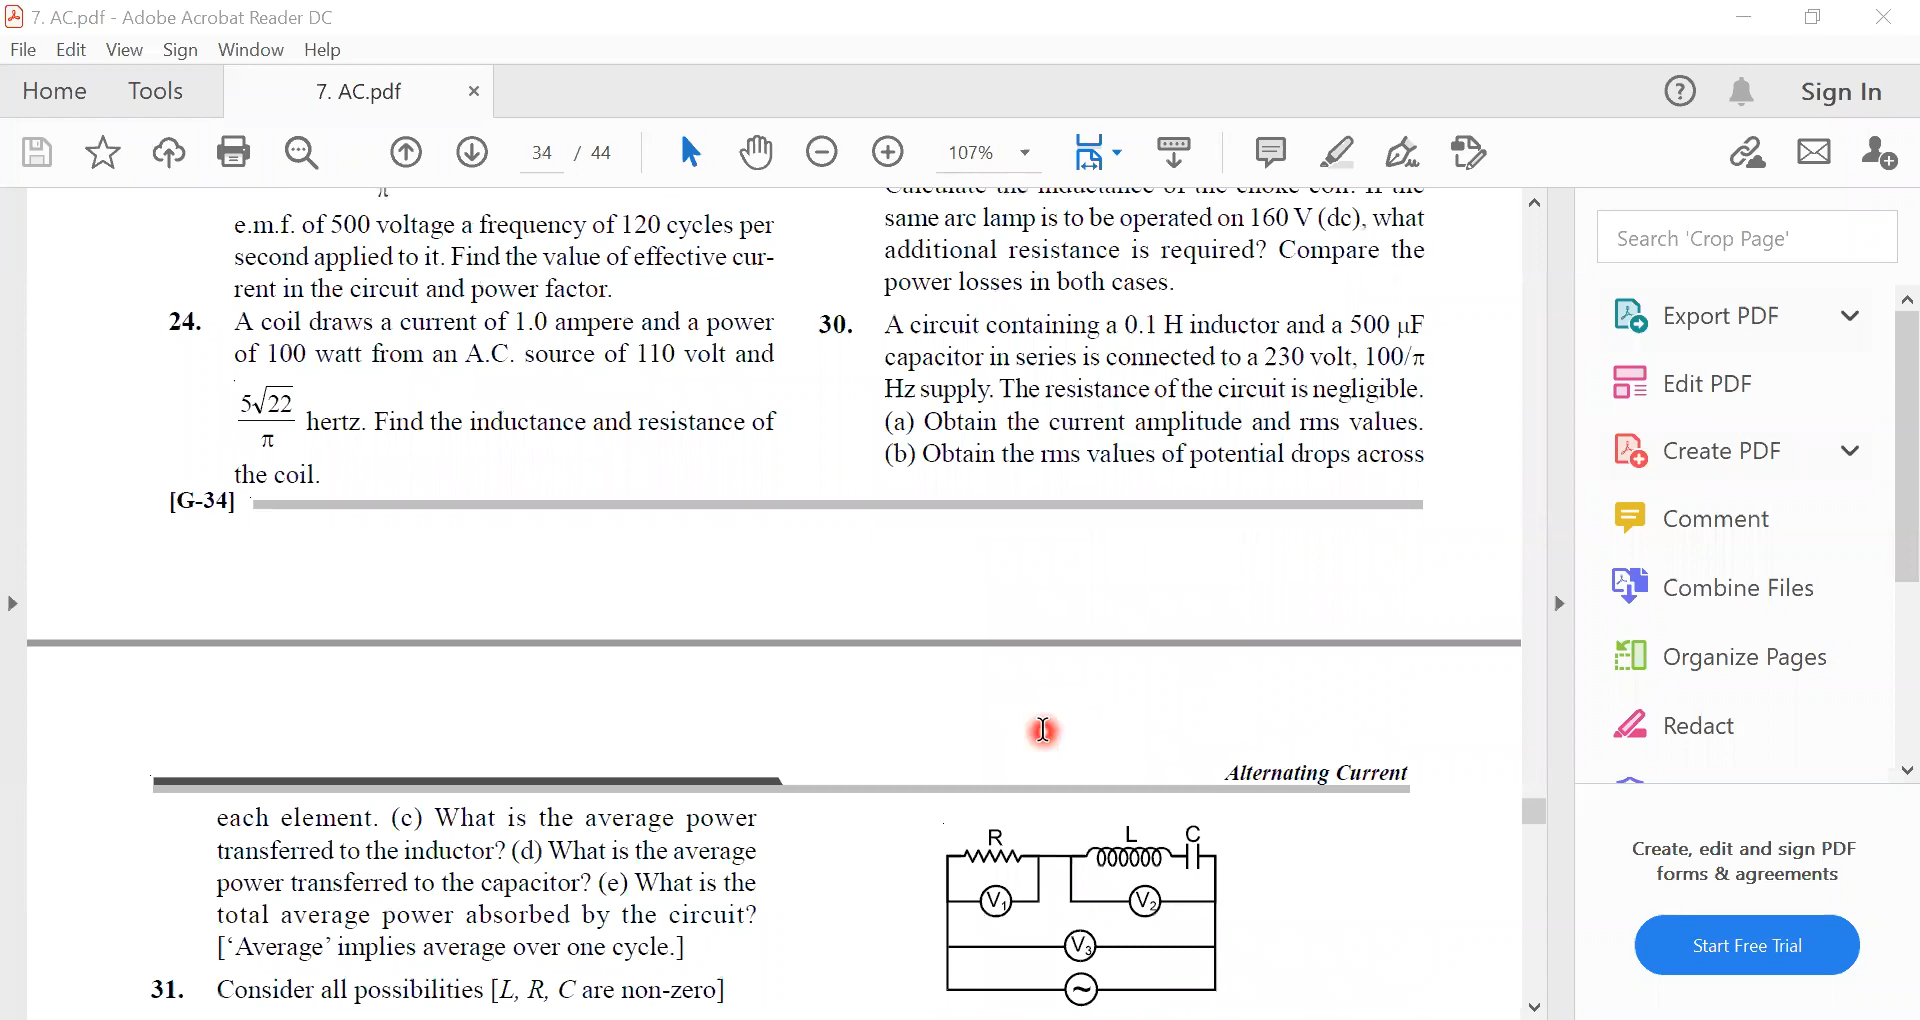 7. AC.pdf - Adobe Acrobat Reader DC
File Edit View Sign Window Help
Home Tools 7. AC.pdf × Sign In
34 / 44 107%
π
e.m.f. of 500 voltage a frequency of 120 cycles per
second applied to it. Find the value of effective cur-
rent in the circuit and power factor.
24. A coil draws a current of 1.0 ampere and a power
of 100 watt from an A.C. source of 110 volt and
5√22/π hertz. Find the inductance and resistance of
the coil.
[G-34]
Calculate the inductance of the choke coil. If the
same arc lamp is to be operated on 160 V (dc), what
additional resistance is required? Compare the
power losses in both cases.
30. A circuit containing a 0.1 H inductor and a 500 μF
capacitor in series is connected to a 230 volt, 100/π
Hz supply. The resistance of the circuit is negligible.
(a) Obtain the current amplitude and rms values.
(b) Obtain the rms values of potential drops across
Alternating Current
each element. (c) What is the average power
transferred to the inductor? (d) What is the average
power transferred to the capacitor? (e) What is the
total average power absorbed by the circuit?
[‘Average’ implies average over one cycle.]
31. Consider all possibilities [L, R, C are non-zero]
R L C
V1 V2
V3
~
Search 'Crop Page'
Export PDF
Edit PDF
Create PDF
Comment
Combine Files
Organize Pages
Redact
Create, edit and sign PDF
forms & agreements
Start Free Trial